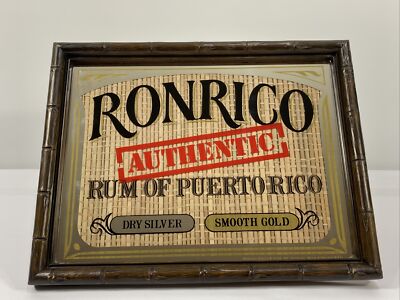 RONRICO
AUTHENTIC
RUM OF PUERTO RICO
DRY SILVER
SMOOTH GOLD